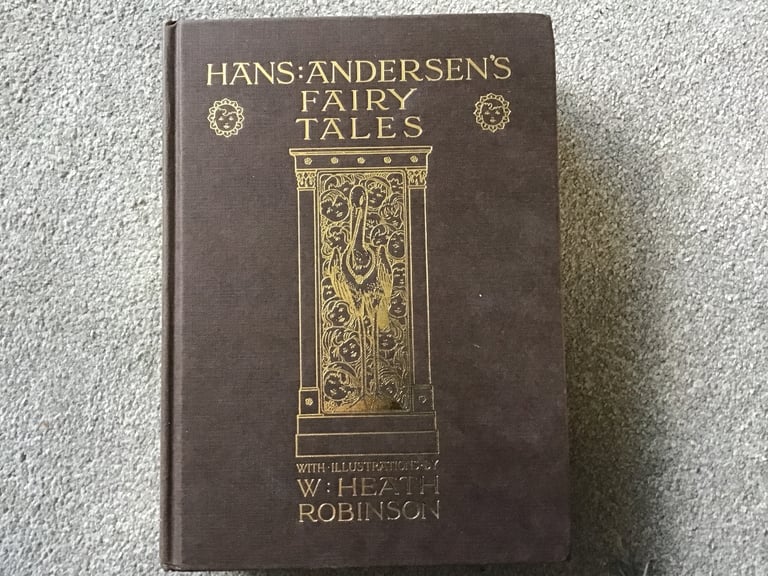 HANS:ANDERSEN'S
FAIRY
TALES
WITH·ILLUSTRATIONS·BY
W:HEATH
ROBINSON